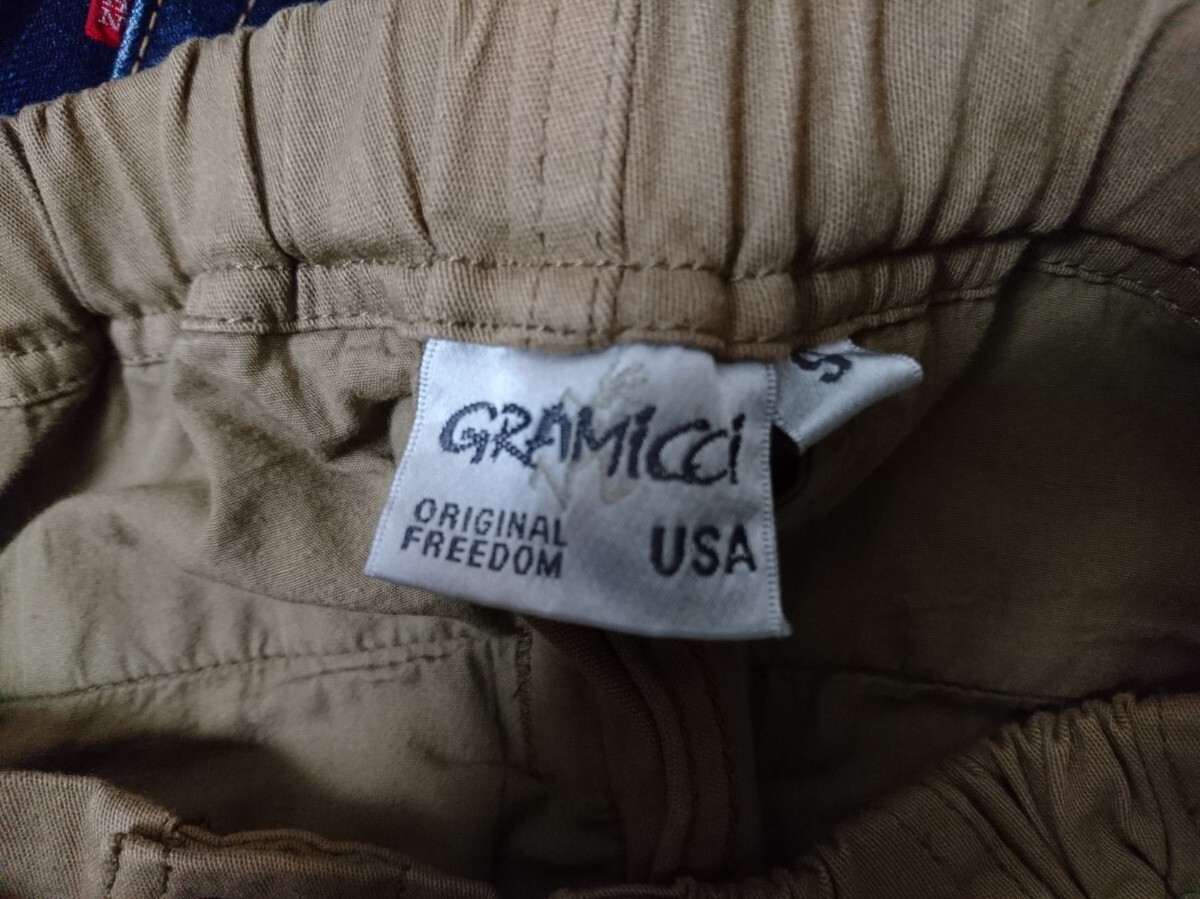 GRAMiCCi
ORIGINAL
FREEDOM
USA
S